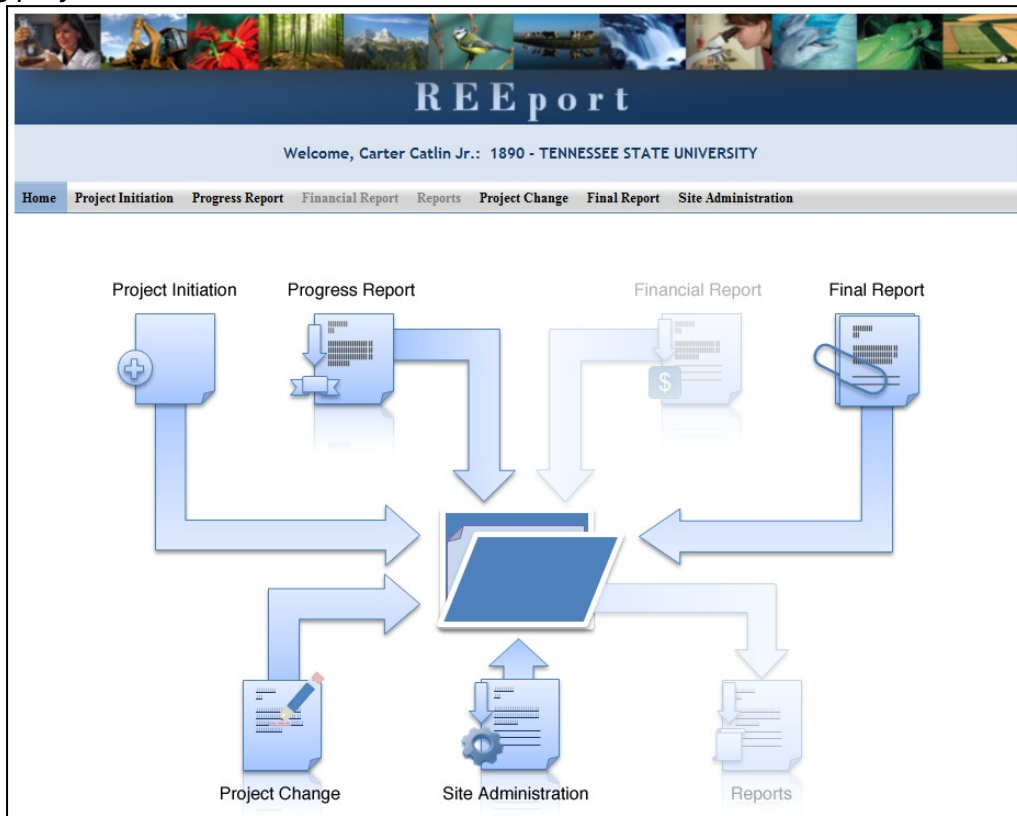 REEport
Welcome, Carter Catlin Jr.: 1890 - TENNESSEE STATE UNIVERSITY
Home Project Initiation Progress Report Financial Report Reports Project Change Final Report Site Administration
Project Initiation Progress Report Financial Report Final Report
$
Project Change Site Administration Reports